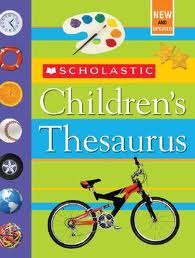 NEW
AND
UPDATED
SCHOLASTIC
Children's
Thesaurus